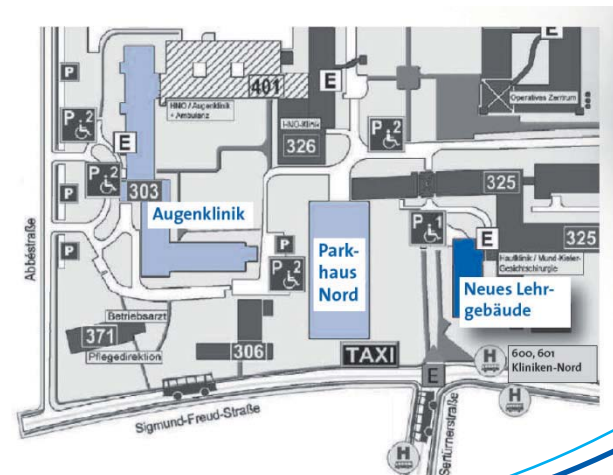 E
E
P
401
HNO / Augenklinik
+ Ambulanz
Operatives Zentrum
P 2
HNO-Klinik
326
P 2
E
P 2
303
325
P
Augenklinik
P 1
E
325
Park-
haus
Nord
Hautklinik / Mund-Kiefer-
Gesichtschirurgie
P
P
P 2
Neues Lehr-
gebäude
Abbéstraße
Betriebsarzt
371
Pflegedirektion
306
TAXI
H
600, 601
Kliniken-Nord
E
H
Sigmund-Freud-Straße
Sertürnerstraße
H